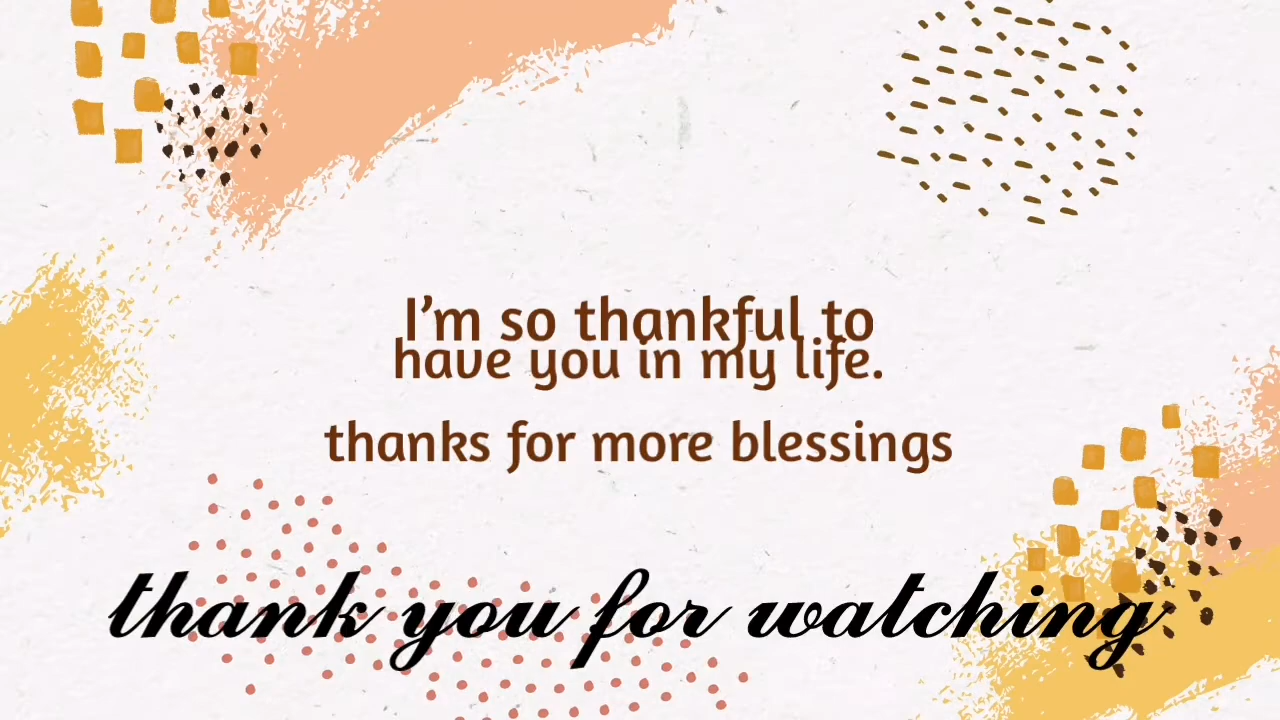 I'm so thankful to
have you in my life.
thanks for more blessings
thank you for watching